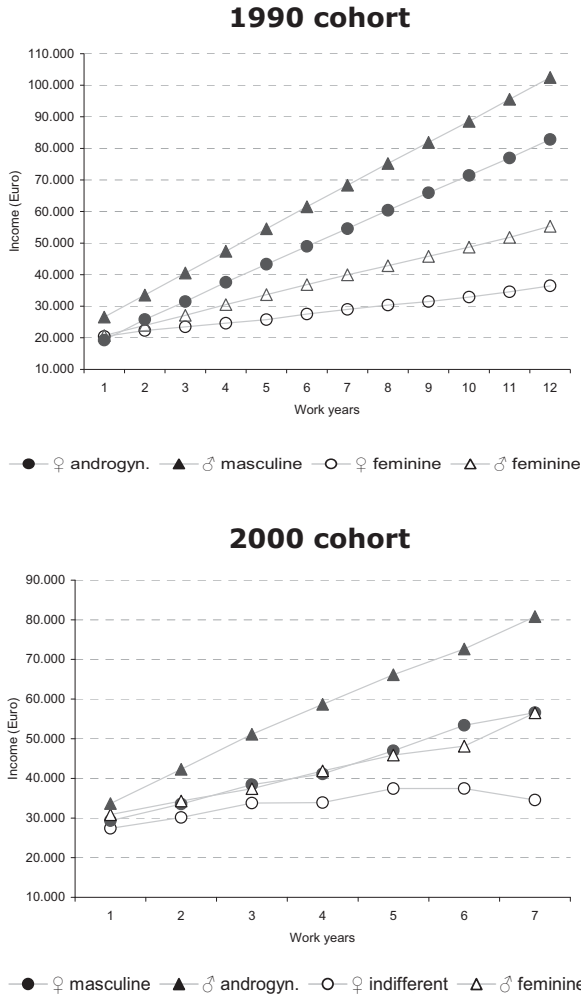 1990 cohort
110.000
100.000
90.000
80.000
70.000
60.000
50.000
40.000
30.000
20.000
10.000
Income (Euro)
1 2 3 4 5 6 7 8 9 10 11 12
Work years
♀ androgyn. ♂ masculine ♀ feminine ♂ feminine
2000 cohort
90.000
80.000
70.000
60.000
50.000
40.000
30.000
20.000
10.000
Income (Euro)
1 2 3 4 5 6 7
Work years
♀ masculine ♂ androgyn. ♀ indifferent ♂ feminine